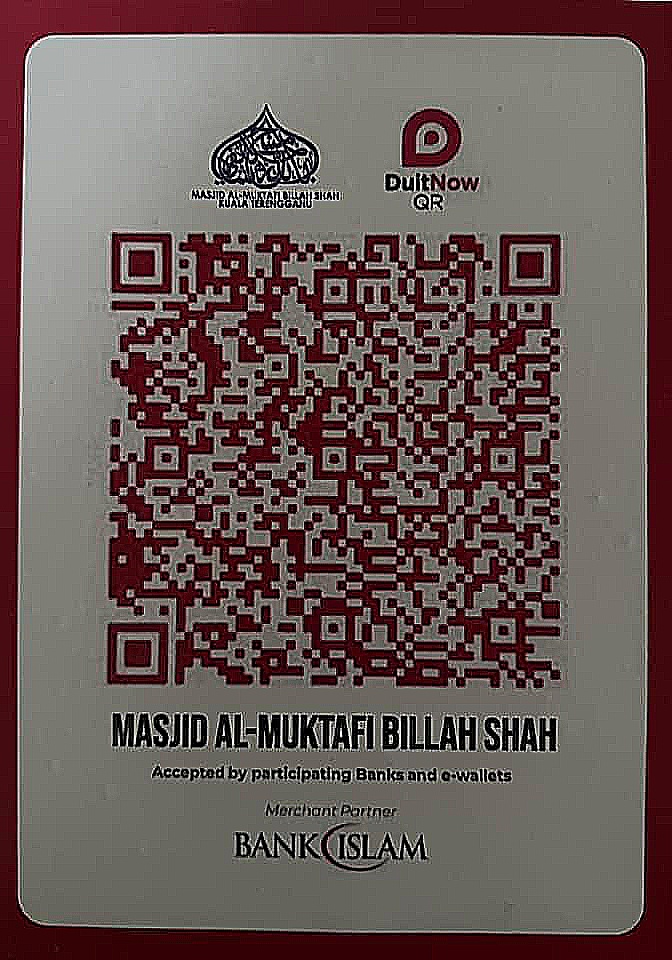 MASJID AL-MUKTAFI BILLAH SHAH
KUALA TERENGGANU
DuitNow
QR
MASJID AL-MUKTAFI BILLAH SHAH
Accepted by participating Banks and e-wallets
Merchant Partner
BANK ISLAM